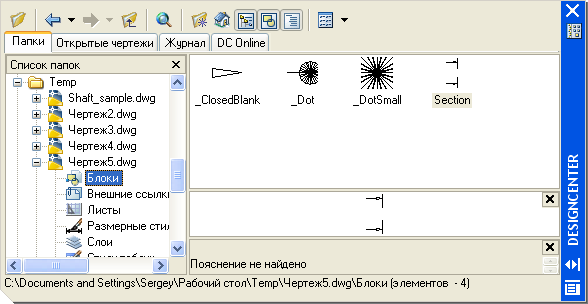 Папки
Открытые чертежи
Журнал
DC Online
Список папок
Temp
Shaft_sample.dwg
Чертеж2.dwg
Чертеж3.dwg
Чертеж4.dwg
Чертеж5.dwg
Блоки
Внешние ссылки
Листы
Размерные сти
Слои
_ClosedBlank
_Dot
_DotSmall
Section
Пояснение не найдено
C:\Documents and Settings\Sergey\Рабочий стол\Temp\Чертеж5.dwg\Блоки (элементов - 4)
DESIGNCENTER